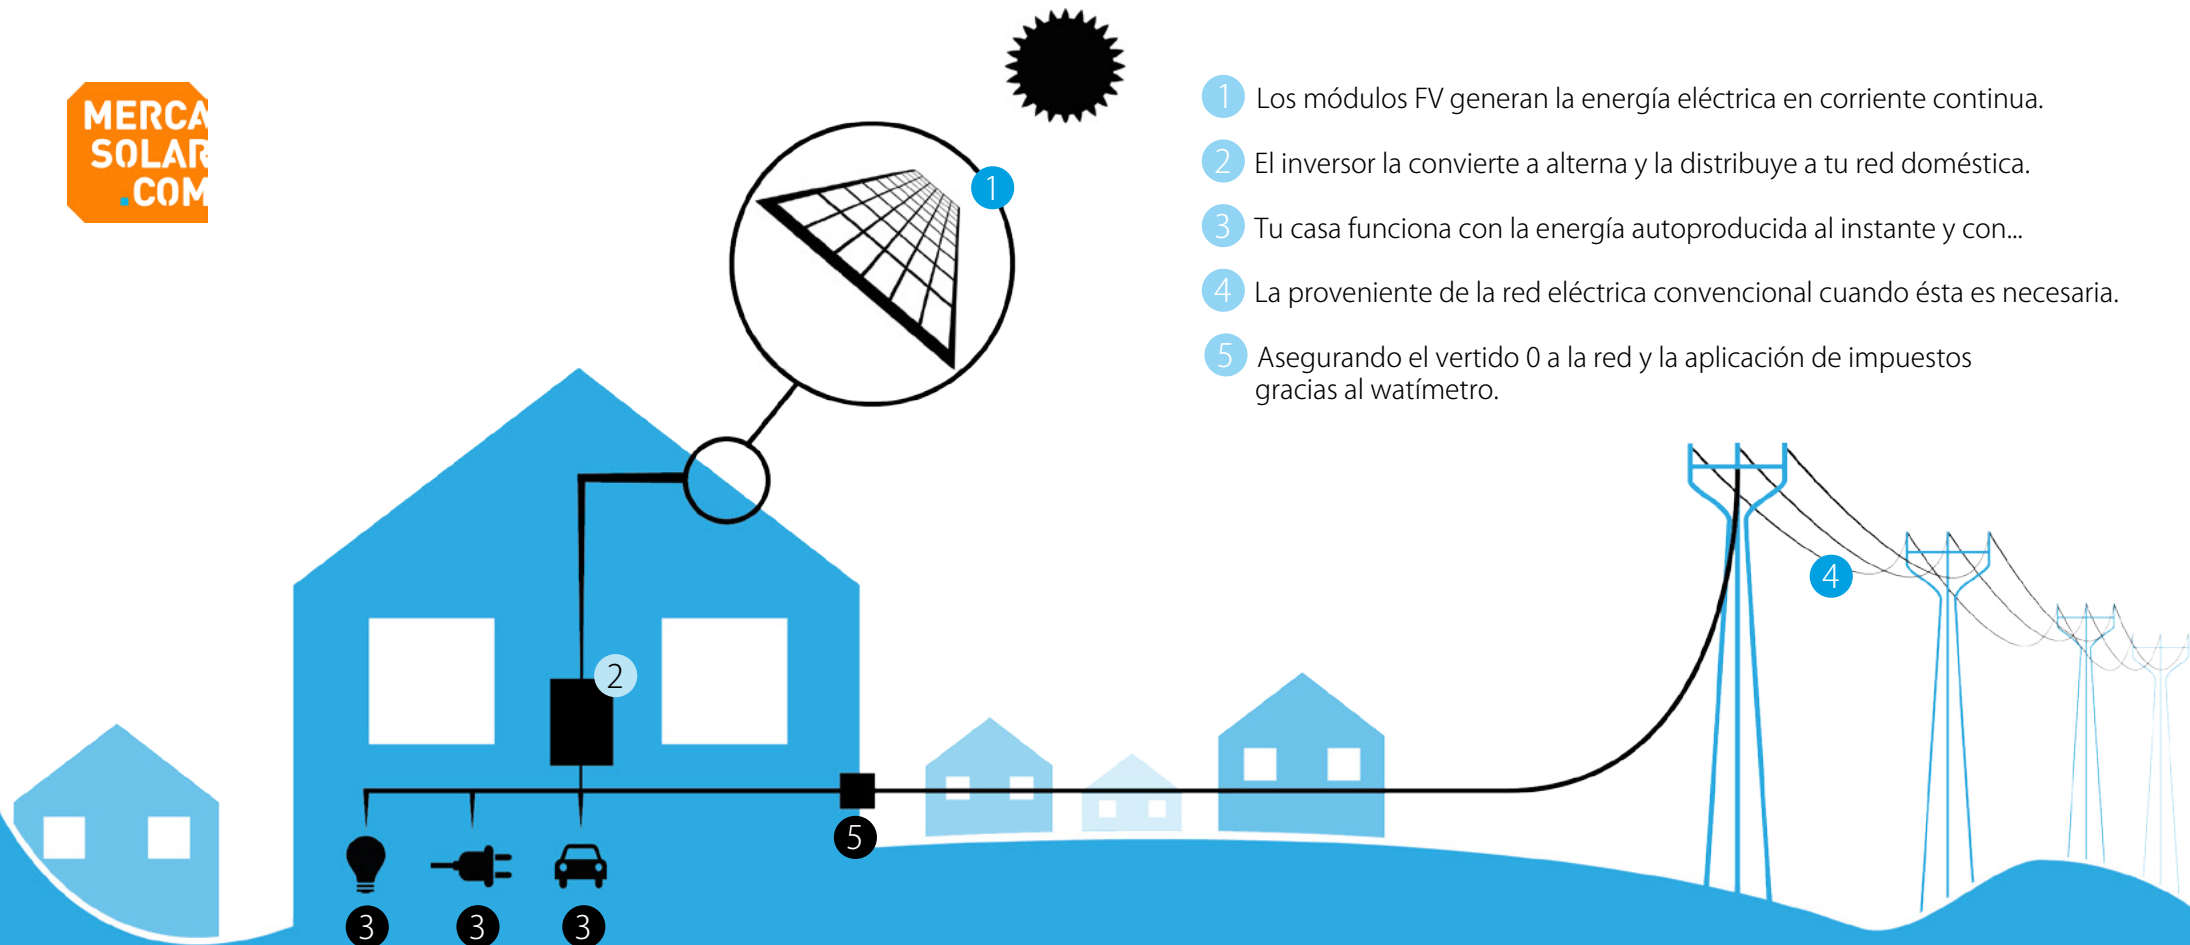 MERCA
SOLAR
.COM
1 Los módulos FV generan la energía eléctrica en corriente continua.
2 El inversor la convierte a alterna y la distribuye a tu red doméstica.
3 Tu casa funciona con la energía autoproducida al instante y con...
4 La proveniente de la red eléctrica convencional cuando ésta es necesaria.
5 Asegurando el vertido 0 a la red y la aplicación de impuestos
gracias al watímetro.
1
4
2
5
3 3 3